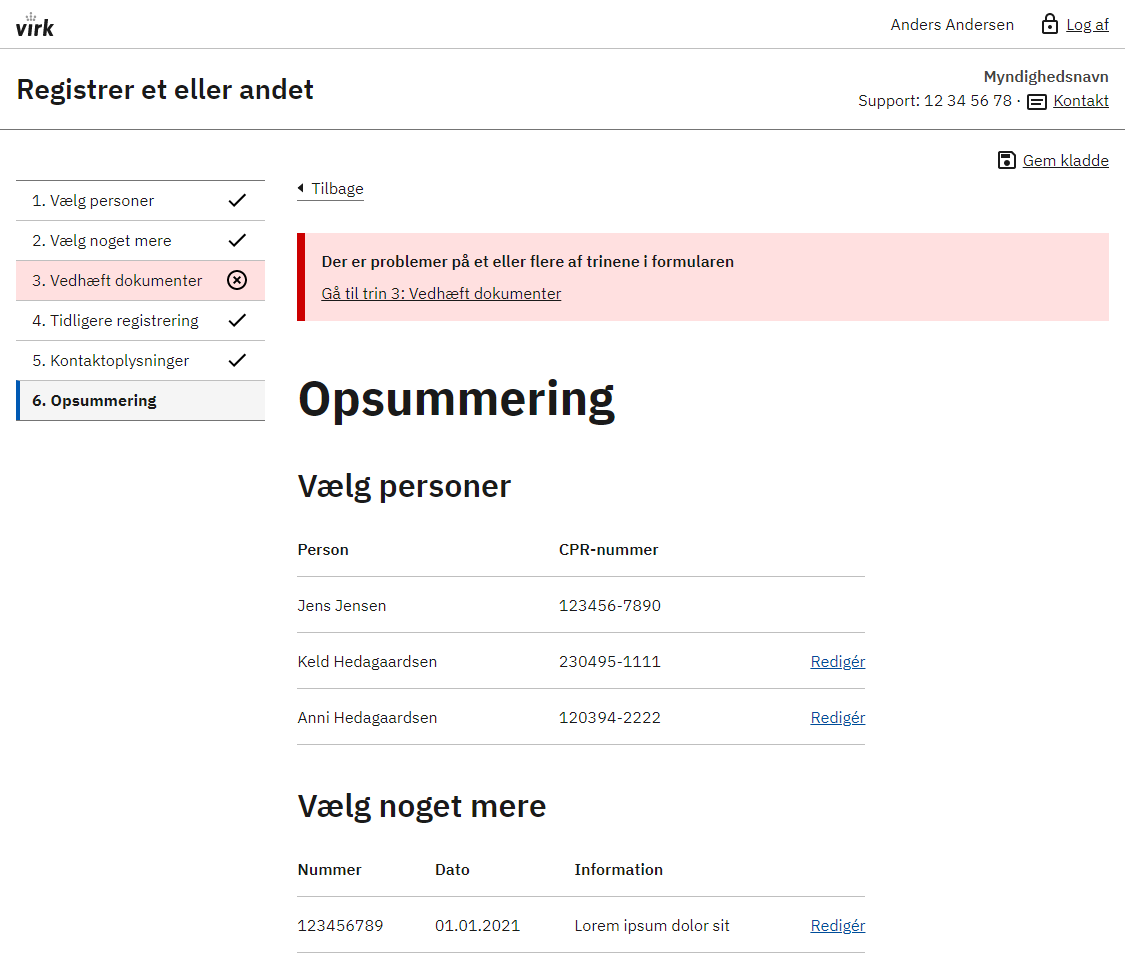 virk
Anders Andersen Log af
Registrer et eller andet
Myndighedsnavn
Support: 12 34 56 78 · Kontakt
Gem kladde
1. Vælg personer
2. Vælg noget mere
3. Vedhæft dokumenter
4. Tidligere registrering
5. Kontaktoplysninger
6. Opsummering
Tilbage
Der er problemer på et eller flere af trinene i formularen
Gå til trin 3: Vedhæft dokumenter
Opsummering
Vælg personer
Person CPR-nummer
Jens Jensen 123456-7890
Keld Hedagaardsen 230495-1111 Redigér
Anni Hedagaardsen 120394-2222 Redigér
Vælg noget mere
Nummer Dato Information
123456789 01.01.2021 Lorem ipsum dolor sit Redigér